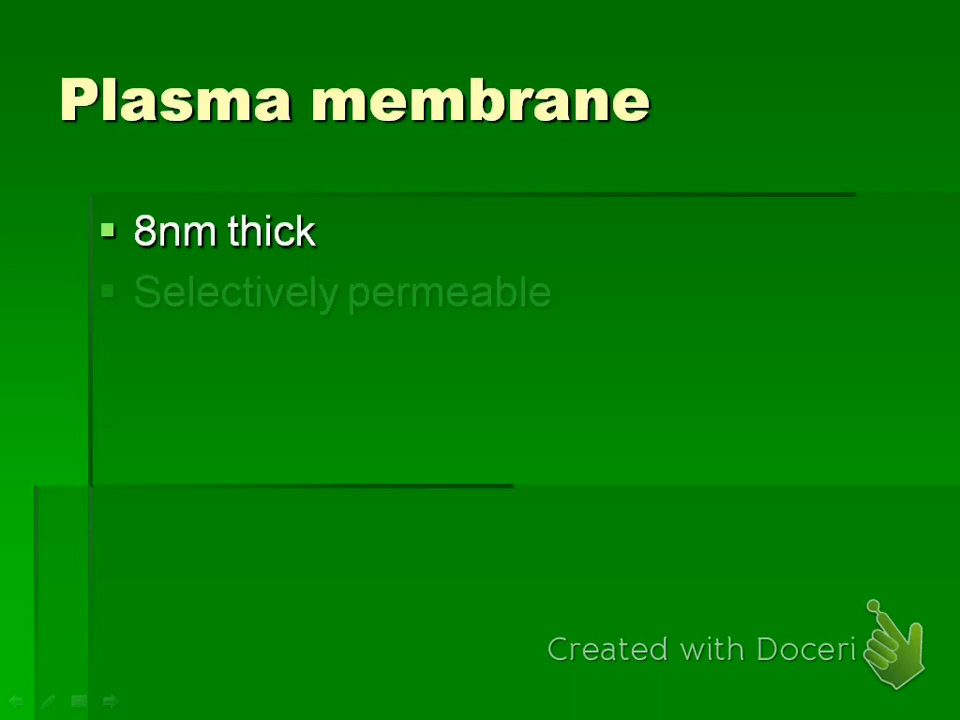 Plasma membrane
8nm thick
Selectively permeable
Created with Doceri